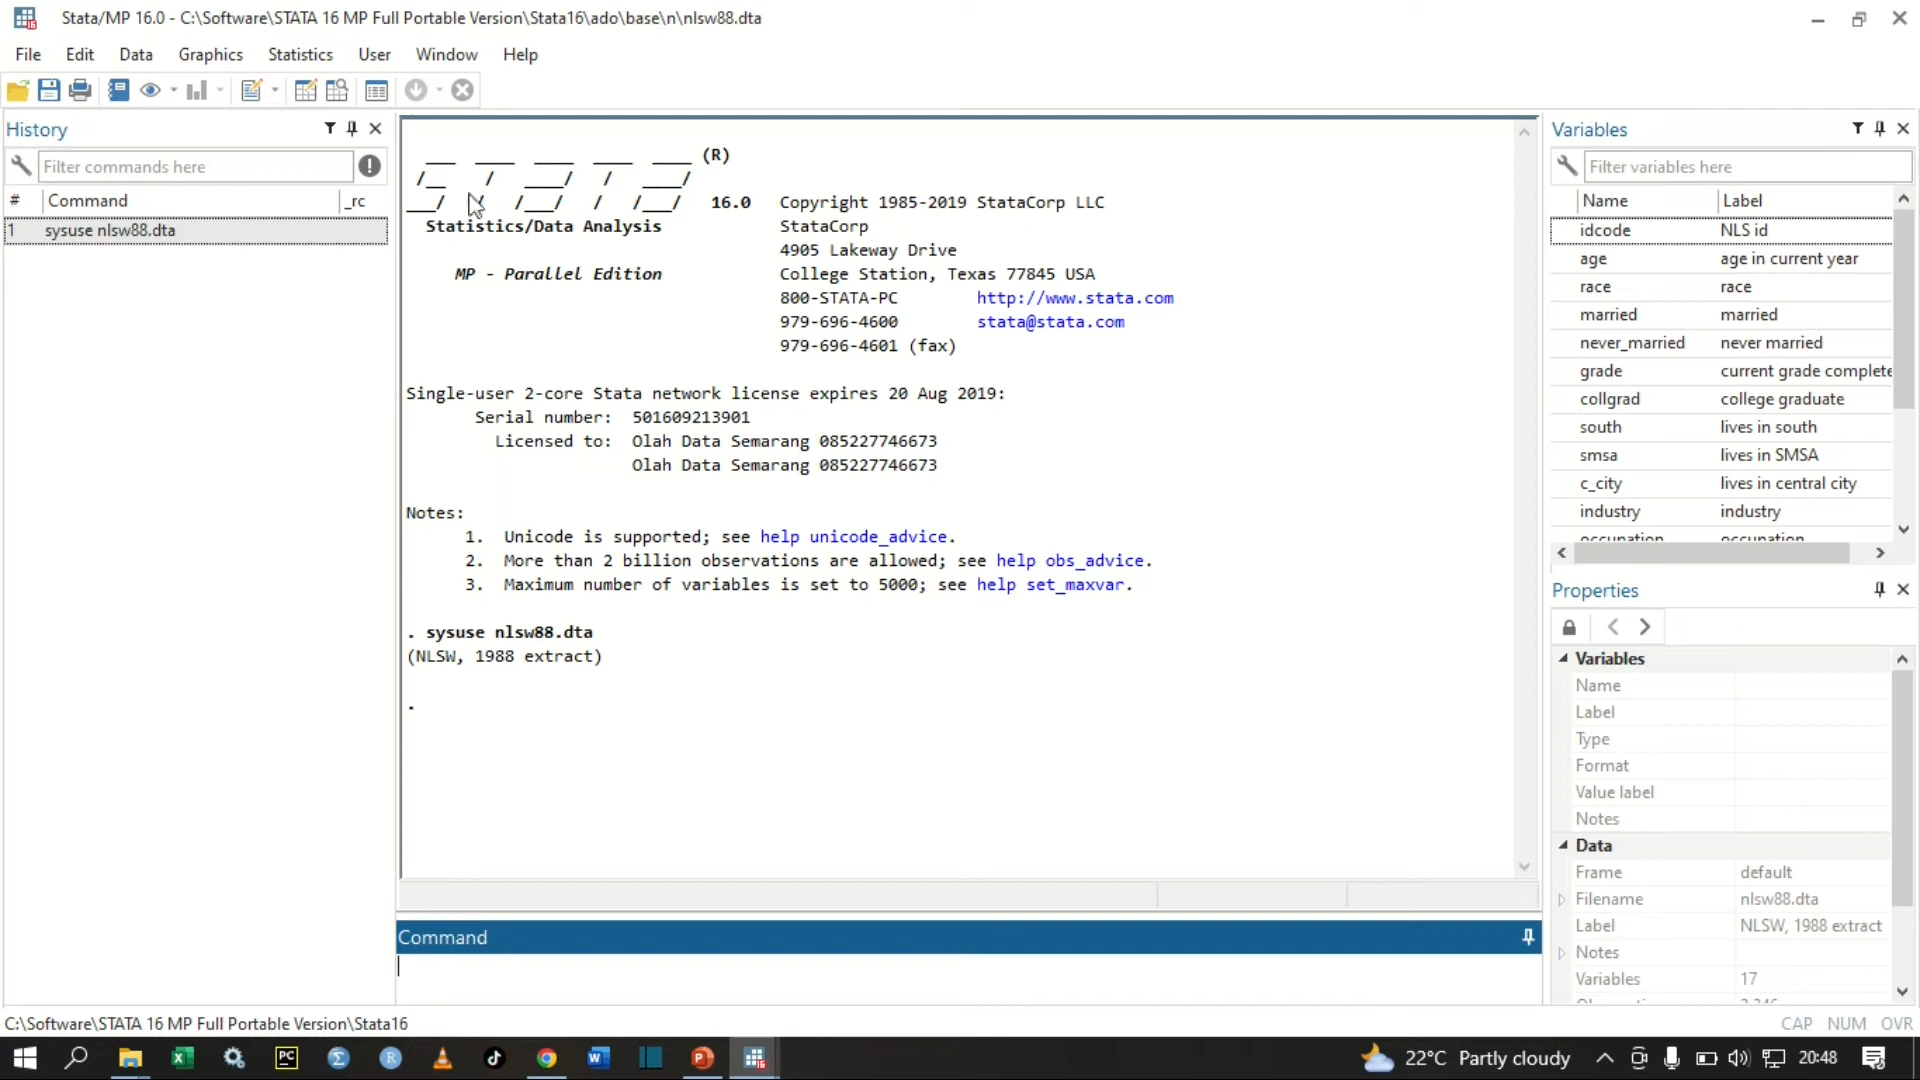 Stata/MP 16.0 - C:\Software\STATA 16 MP Full Portable Version\Stata16\ado\base\n\nlsw88.dta
File Edit Data Graphics Statistics User Window Help
History
Filter commands here
# Command _rc
1 sysuse nlsw88.dta
(R)
STATA
16.0 Copyright 1985-2019 StataCorp LLC
Statistics/Data Analysis StataCorp
4905 Lakeway Drive
MP - Parallel Edition College Station, Texas 77845 USA
800-STATA-PC http://www.stata.com
979-696-4600 stata@stata.com
979-696-4601 (fax)
Single-user 2-core Stata network license expires 20 Aug 2019:
Serial number: 501609213901
Licensed to: Olah Data Semarang 085227746673
Olah Data Semarang 085227746673
Notes:
1. Unicode is supported; see help unicode_advice.
2. More than 2 billion observations are allowed; see help obs_advice.
3. Maximum number of variables is set to 5000; see help set_maxvar.
. sysuse nlsw88.dta
(NLSW, 1988 extract)
.
Command
Variables
Filter variables here
Name Label
idcode NLS id
age age in current year
race race
married married
never_married never married
grade current grade complete
collgrad college graduate
south lives in south
smsa lives in SMSA
c_city lives in central city
industry industry
occupation occupation
Properties
Variables
Name
Label
Type
Format
Value label
Notes
Data
Frame default
Filename nlsw88.dta
Label NLSW, 1988 extract
Notes
Variables 17
C:\Software\STATA 16 MP Full Portable Version\Stata16
CAP NUM OVR
22°C Partly cloudy
20:48